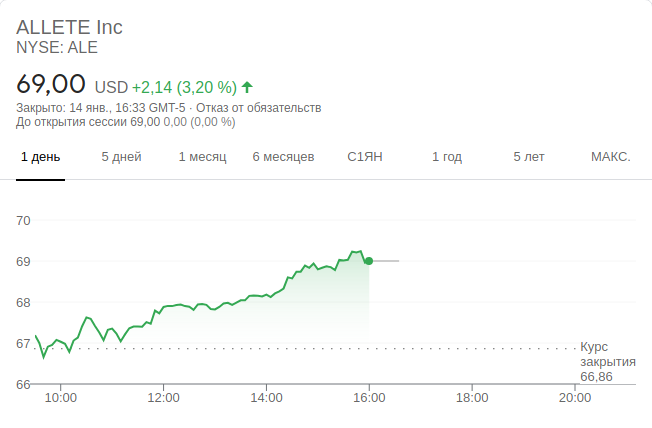 ALLETE Inc
NYSE: ALE
69,00 USD +2,14 (3,20 %)
Закрыто: 14 янв., 16:33 GMT-5 · Отказ от обязательств
До открытия сессии 69,00 0,00 (0,00 %)
1 день 5 дней 1 месяц 6 месяцев С1ЯН 1 год 5 лет МАКС.
70
69
68
67
66
Курс
закрытия
66,86
10:00 12:00 14:00 16:00 18:00 20:00